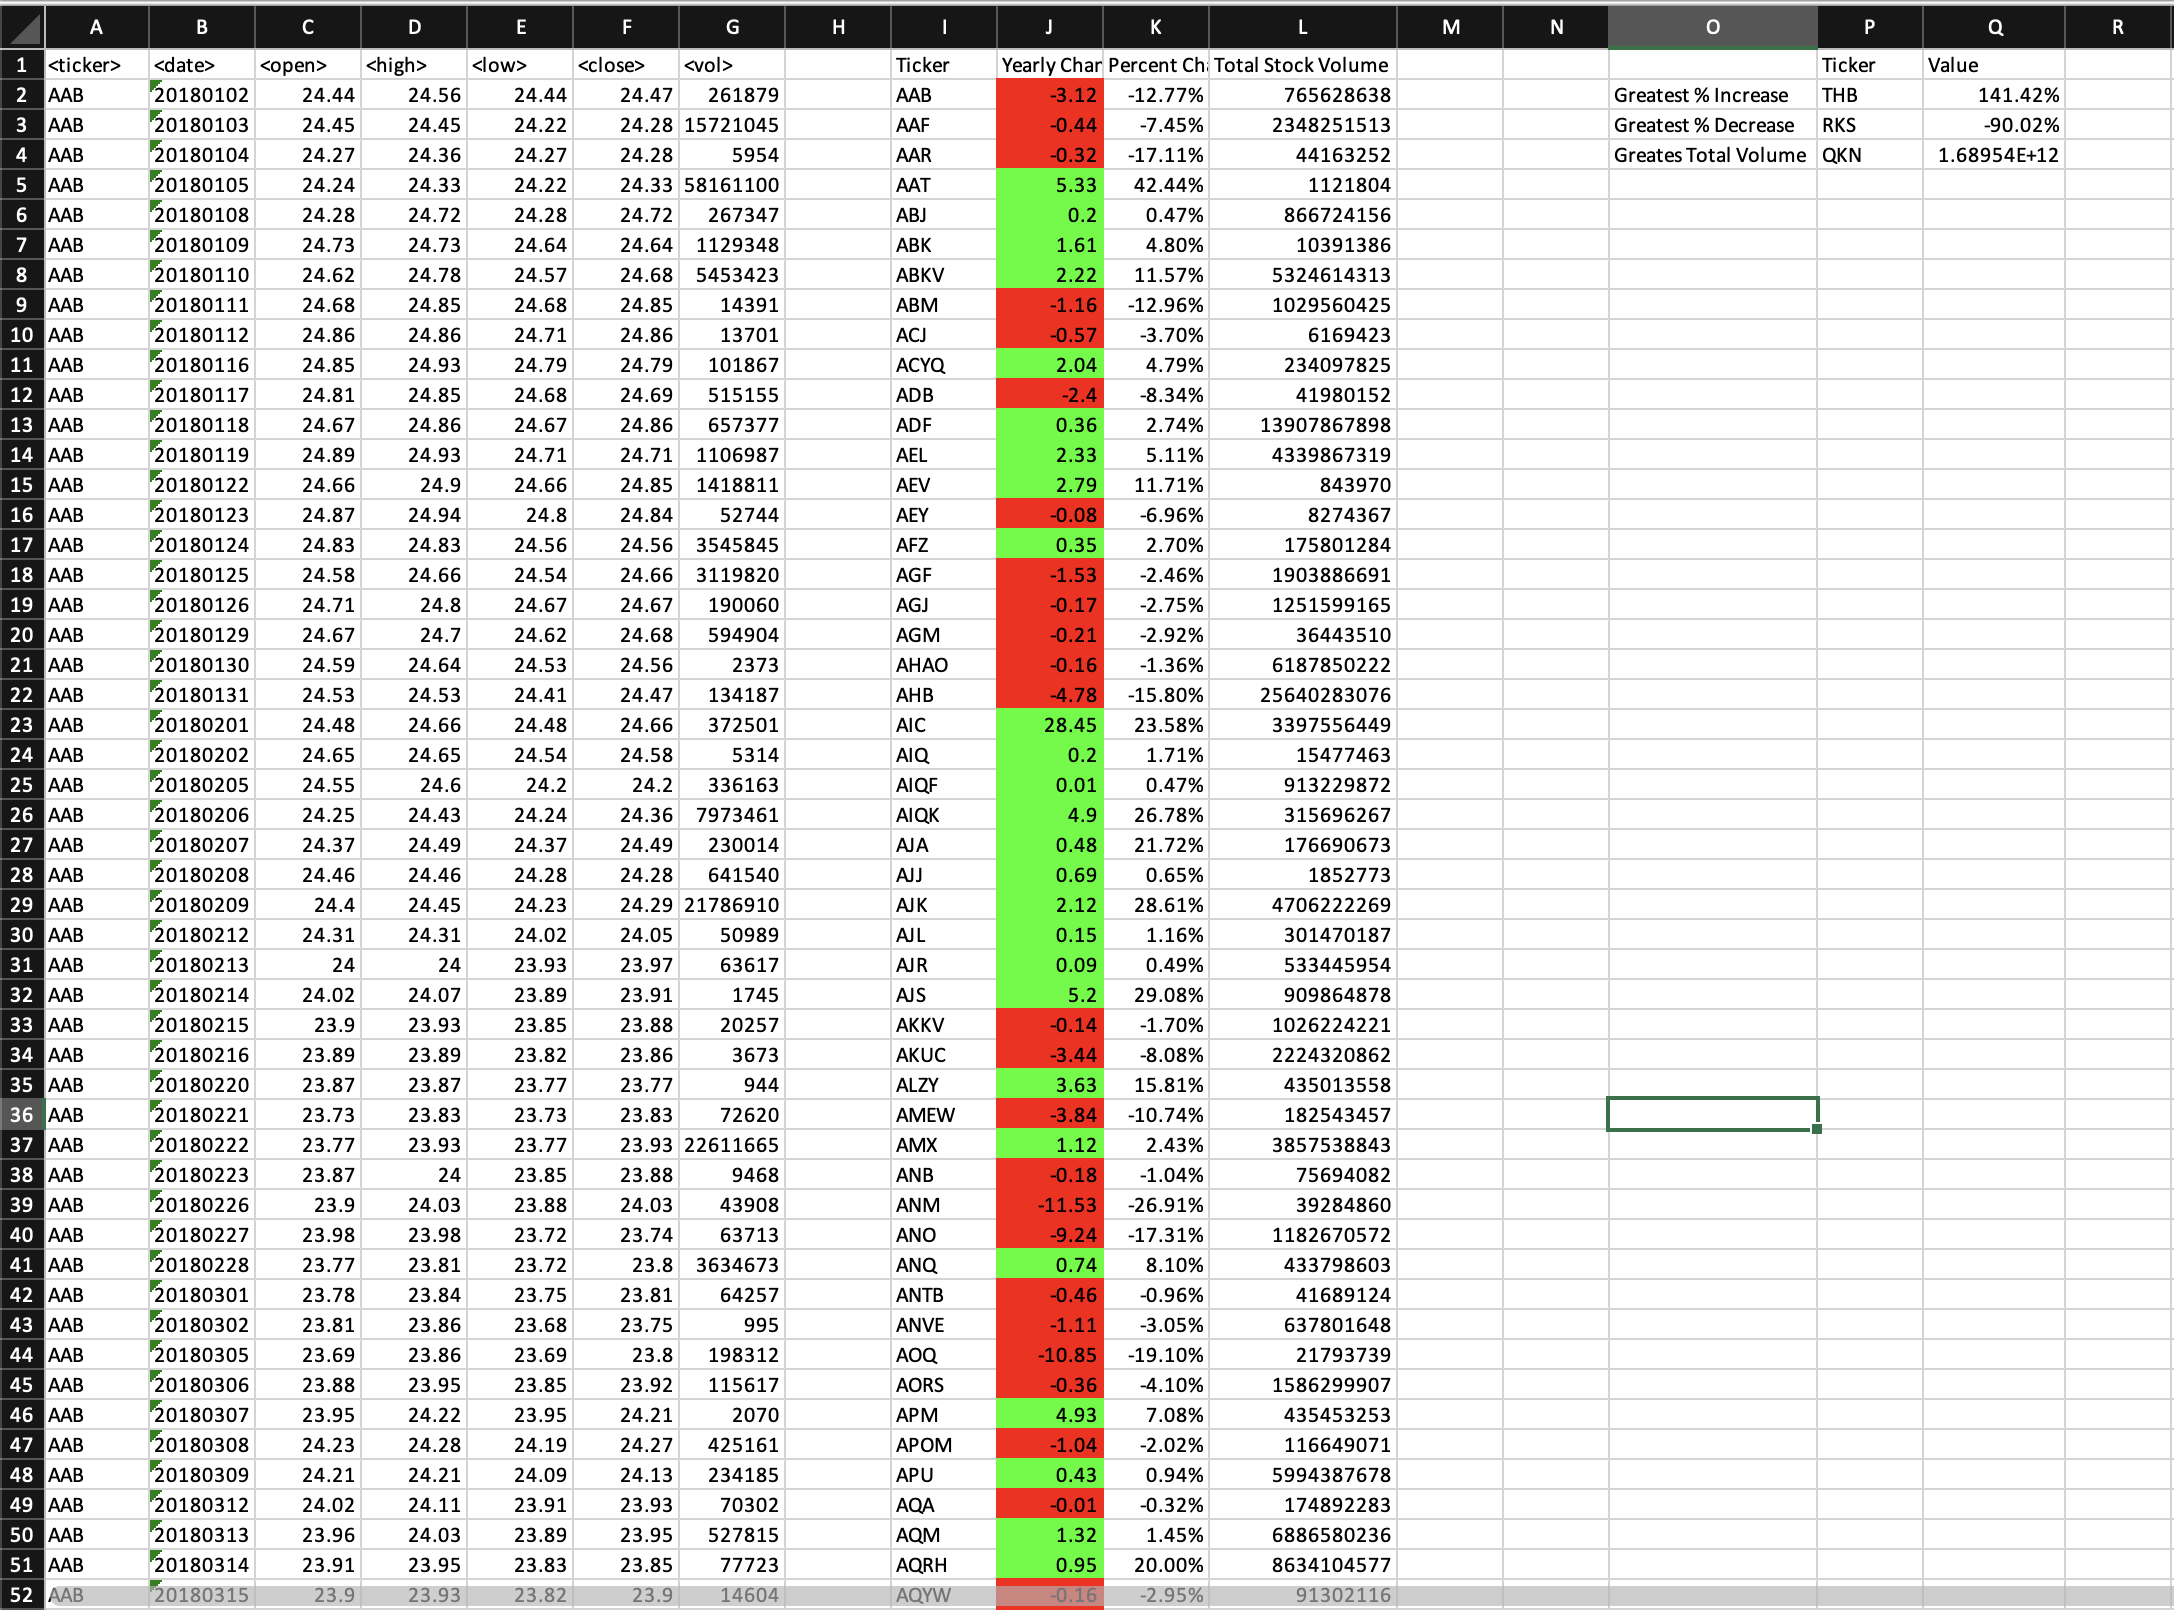 A B C D E F G H I J K L M N O P Q R
1 <ticker> <date> <open> <high> <low> <close> <vol> Ticker Yearly Char Percent Ch Total Stock Volume Ticker Value
2 AAB 20180102 24.44 24.56 24.44 24.47 261879 AAB -3.12 -12.77% 765628638 Greatest % Increase THB 141.42%
3 AAB 20180103 24.45 24.45 24.22 24.28 15721045 AAF -0.44 -7.45% 2348251513 Greatest % Decrease RKS -90.02%
4 AAB 20180104 24.27 24.36 24.27 24.28 5954 AAR -0.32 -17.11% 44163252 Greates Total Volume QKN 1.68954E+12
5 AAB 20180105 24.24 24.33 24.22 24.33 58161100 AAT 5.33 42.44% 1121804
6 AAB 20180108 24.28 24.72 24.28 24.72 267347 ABJ 0.2 0.47% 866724156
7 AAB 20180109 24.73 24.73 24.64 24.64 1129348 ABK 1.61 4.80% 10391386
8 AAB 20180110 24.62 24.78 24.57 24.68 5453423 ABKV 2.22 11.57% 5324614313
9 AAB 20180111 24.68 24.85 24.68 24.85 14391 ABM -1.16 -12.96% 1029560425
10 AAB 20180112 24.86 24.86 24.71 24.86 13701 ACJ -0.57 -3.70% 6169423
11 AAB 20180116 24.85 24.93 24.79 24.79 101867 ACYQ 2.04 4.79% 234097825
12 AAB 20180117 24.81 24.85 24.68 24.69 515155 ADB -2.4 -8.34% 41980152
13 AAB 20180118 24.67 24.86 24.67 24.86 657377 ADF 0.36 2.74% 13907867898
14 AAB 20180119 24.89 24.93 24.71 24.71 1106987 AEL 2.33 5.11% 4339867319
15 AAB 20180122 24.66 24.9 24.66 24.85 1418811 AEV 2.79 11.71% 843970
16 AAB 20180123 24.87 24.94 24.8 24.84 52744 AEY -0.08 -6.96% 8274367
17 AAB 20180124 24.83 24.83 24.56 24.56 3545845 AFZ 0.35 2.70% 175801284
18 AAB 20180125 24.58 24.66 24.54 24.66 3119820 AGF -1.53 -2.46% 1903886691
19 AAB 20180126 24.71 24.8 24.67 24.67 190060 AGJ -0.17 -2.75% 1251599165
20 AAB 20180129 24.67 24.7 24.62 24.68 594904 AGM -0.21 -2.92% 36443510
21 AAB 20180130 24.59 24.64 24.53 24.56 2373 AHAO -0.16 -1.36% 6187850222
22 AAB 20180131 24.53 24.53 24.41 24.47 134187 AHB -4.78 -15.80% 25640283076
23 AAB 20180201 24.48 24.66 24.48 24.66 372501 AIC 28.45 23.58% 3397556449
24 AAB 20180202 24.65 24.65 24.54 24.58 5314 AIQ 0.2 1.71% 15477463
25 AAB 20180205 24.55 24.6 24.2 24.2 336163 AIQF 0.01 0.47% 913229872
26 AAB 20180206 24.25 24.43 24.24 24.36 7973461 AIQK 4.9 26.78% 315696267
27 AAB 20180207 24.37 24.49 24.37 24.49 230014 AJA 0.48 21.72% 176690673
28 AAB 20180208 24.46 24.46 24.28 24.28 641540 AJJ 0.69 0.65% 1852773
29 AAB 20180209 24.4 24.45 24.23 24.29 21786910 AJK 2.12 28.61% 4706222269
30 AAB 20180212 24.31 24.31 24.02 24.05 50989 AJL 0.15 1.16% 301470187
31 AAB 20180213 24 24 23.93 23.97 63617 AJR 0.09 0.49% 533445954
32 AAB 20180214 24.02 24.07 23.89 23.91 1745 AJS 5.2 29.08% 909864878
33 AAB 20180215 23.9 23.93 23.85 23.88 20257 AKKV -0.14 -1.70% 1026224221
34 AAB 20180216 23.89 23.89 23.82 23.86 3673 AKUC -3.44 -8.08% 2224320862
35 AAB 20180220 23.87 23.87 23.77 23.77 944 ALZY 3.63 15.81% 435013558
36 AAB 20180221 23.73 23.83 23.73 23.83 72620 AMEW -3.84 -10.74% 182543457
37 AAB 20180222 23.77 23.93 23.77 23.93 22611665 AMX 1.12 2.43% 3857538843
38 AAB 20180223 23.87 24 23.85 23.88 9468 ANB -0.18 -1.04% 75694082
39 AAB 20180226 23.9 24.03 23.88 24.03 43908 ANM -11.53 -26.91% 39284860
40 AAB 20180227 23.98 23.98 23.72 23.74 63713 ANO -9.24 -17.31% 1182670572
41 AAB 20180228 23.77 23.81 23.72 23.8 3634673 ANQ 0.74 8.10% 433798603
42 AAB 20180301 23.78 23.84 23.75 23.81 64257 ANTB -0.46 -0.96% 41689124
43 AAB 20180302 23.81 23.86 23.68 23.75 995 ANVE -1.11 -3.05% 637801648
44 AAB 20180305 23.69 23.86 23.69 23.8 198312 AOQ -10.85 -19.10% 21793739
45 AAB 20180306 23.88 23.95 23.85 23.92 115617 AORS -0.36 -4.10% 1586299907
46 AAB 20180307 23.95 24.22 23.95 24.21 2070 APM 4.93 7.08% 435453253
47 AAB 20180308 24.23 24.28 24.19 24.27 425161 APOM -1.04 -2.02% 116649071
48 AAB 20180309 24.21 24.21 24.09 24.13 234185 APU 0.43 0.94% 5994387678
49 AAB 20180312 24.02 24.11 23.91 23.93 70302 AQA -0.01 -0.32% 174892283
50 AAB 20180313 23.96 24.03 23.89 23.95 527815 AQM 1.32 1.45% 6886580236
51 AAB 20180314 23.91 23.95 23.83 23.85 77723 AQRH 0.95 20.00% 8634104577
52 AAB 20180315 23.9 23.93 23.82 23.9 14604 AQYW -0.16 -2.95% 91302116